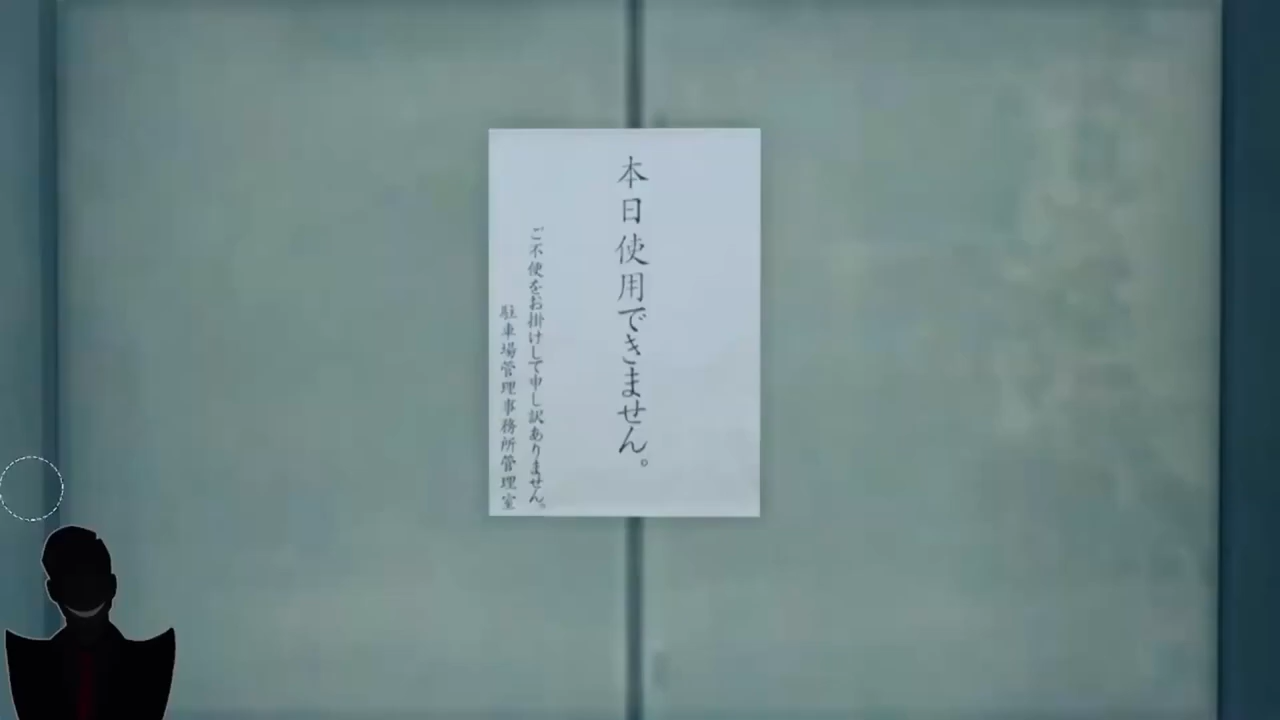 本日使用できません。
ご不便をお掛けして申し訳ありません。
駐車場管理事務所管理室